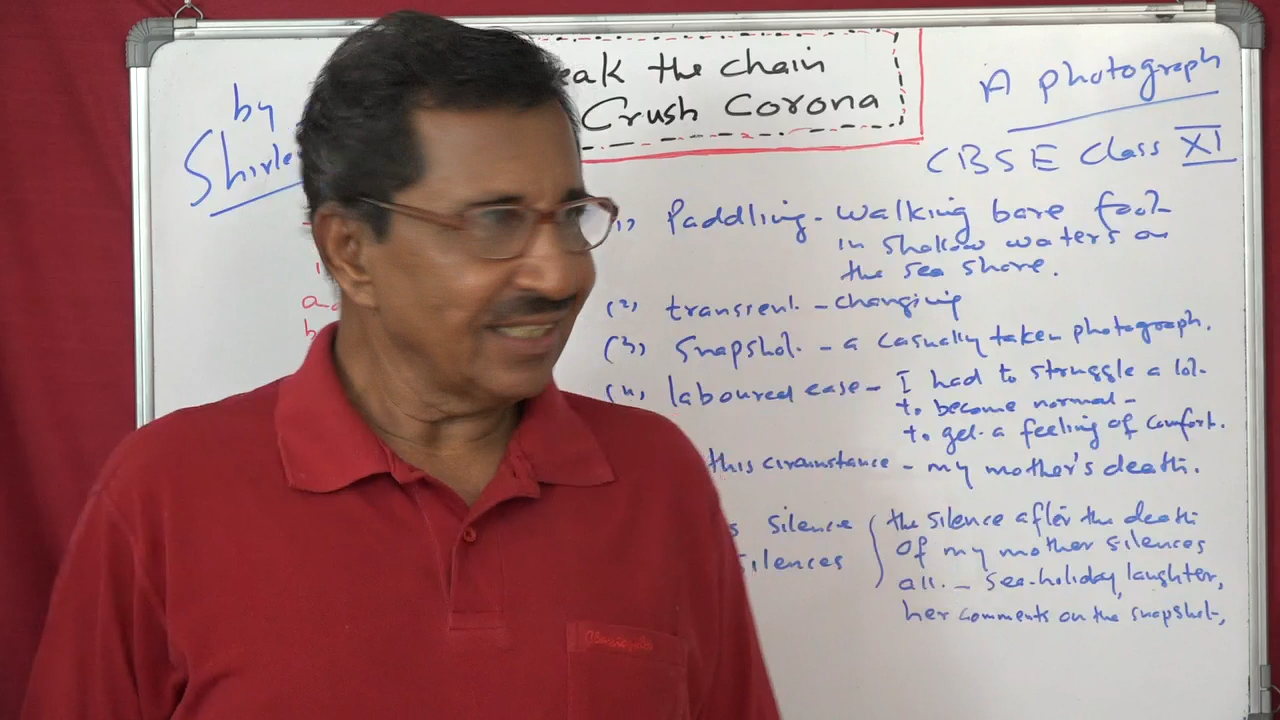 eak the chain
Crush Corona
by
Shirle
A photograph
CBSE Class XI
1) Paddling - walking bare foot
in shallow waters on
the sea shore.
(2) transient - changing
(3) Snapshot - a casually taken photograph.
(4) laboured ease - I had to struggle a lot
to become normal -
to get a feeling of comfort.
this circumstance - my mother's death.
s silence
silences
(the silence after the death
of my mother silences
all. - sea-holiday, laughter,
her comments on the snapshot,